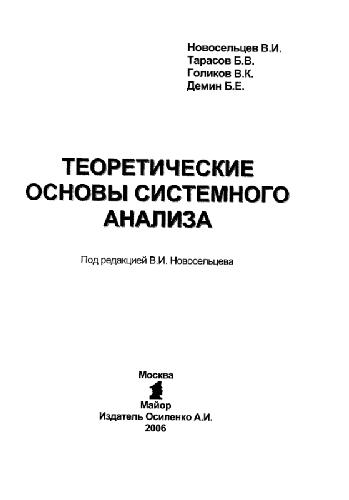 Новосельцев В.И.
Тарасов Б.В.
Голиков В.К.
Демин Б.Е.
ТЕОРЕТИЧЕСКИЕ
ОСНОВЫ СИСТЕМНОГО
АНАЛИЗА
Под редакцией В.И. Новосельцева
Москва
Майор
Издатель Осипенко А.И.
2006